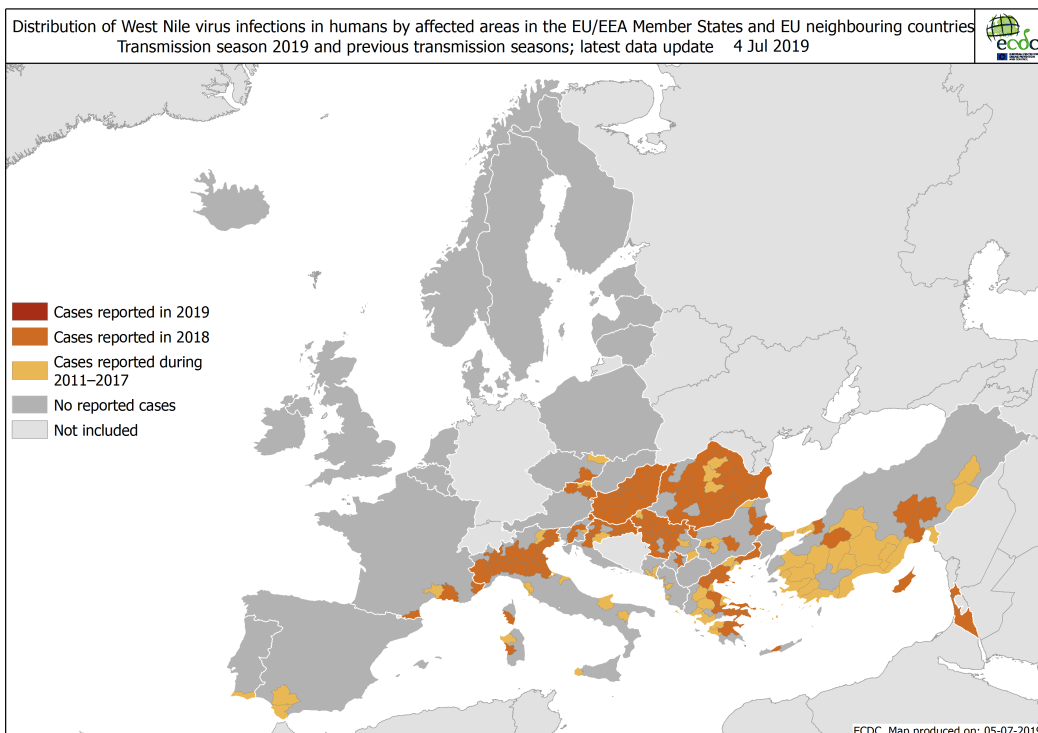 Distribution of West Nile virus infections in humans by affected areas in the EU/EEA Member States and EU neighbouring countries
Transmission season 2019 and previous transmission seasons; latest data update 4 Jul 2019
ecdc
Cases reported in 2019
Cases reported in 2018
Cases reported during
2011–2017
No reported cases
Not included
ECDC. Map produced on: 05-07-2019